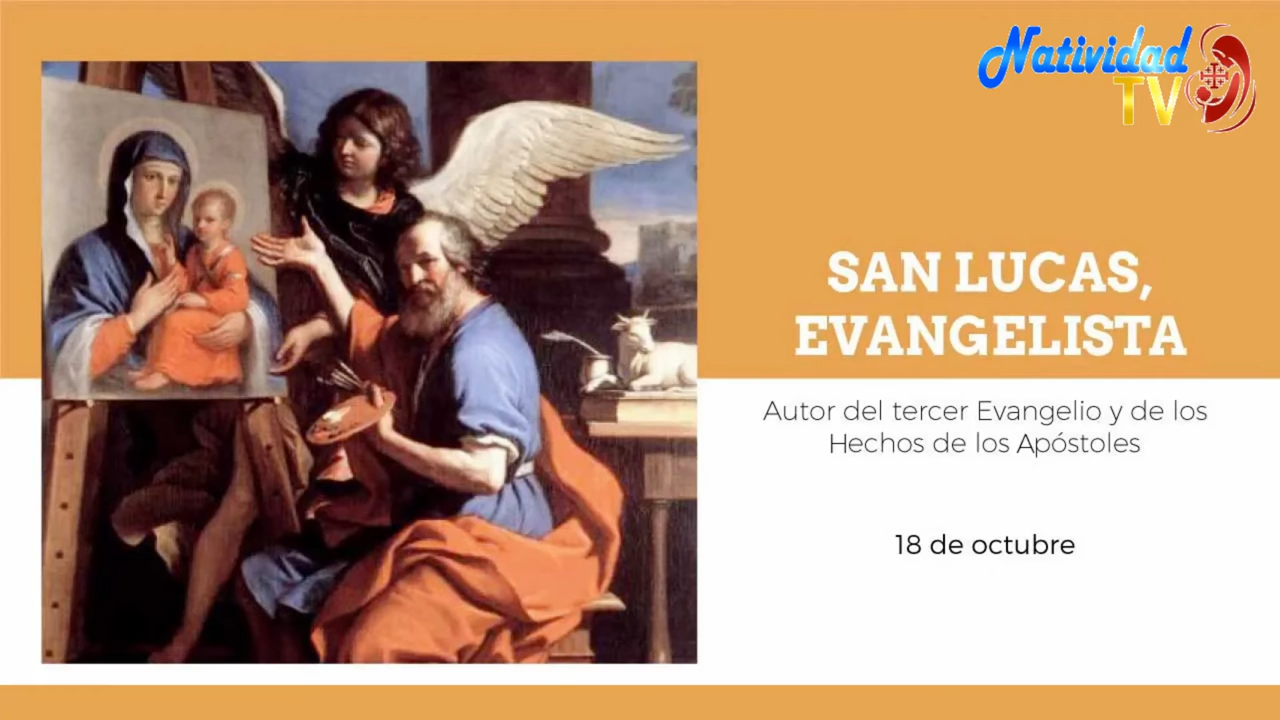 Natividad
TV
SAN LUCAS,
EVANGELISTA
Autor del tercer Evangelio y de los
Hechos de los Apóstoles
18 de octubre